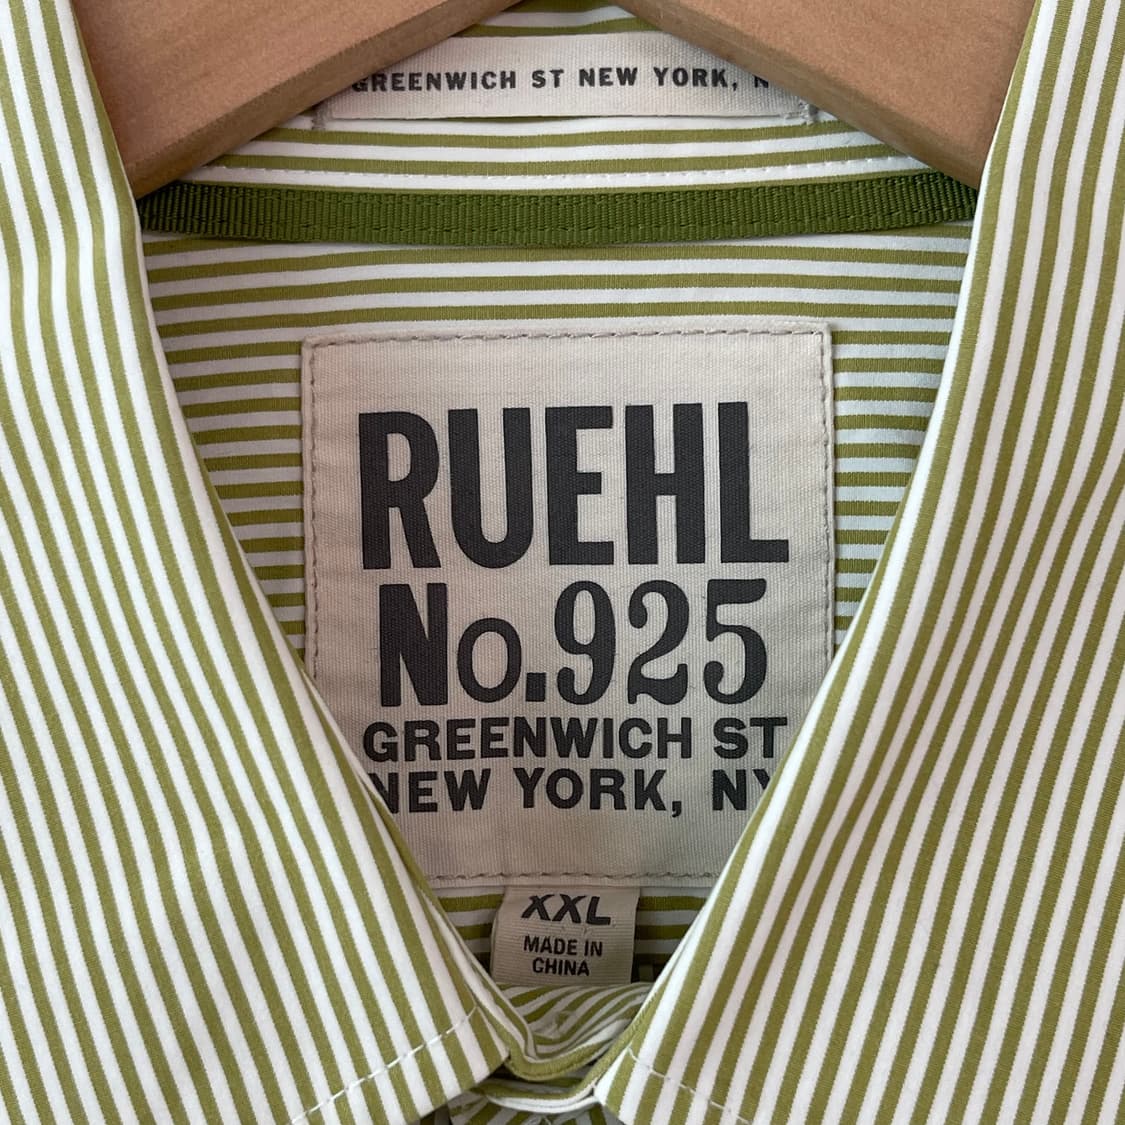 GREENWICH ST NEW YORK, N
RUEHL
No.925
GREENWICH ST
NEW YORK, NY
XXL
MADE IN
CHINA